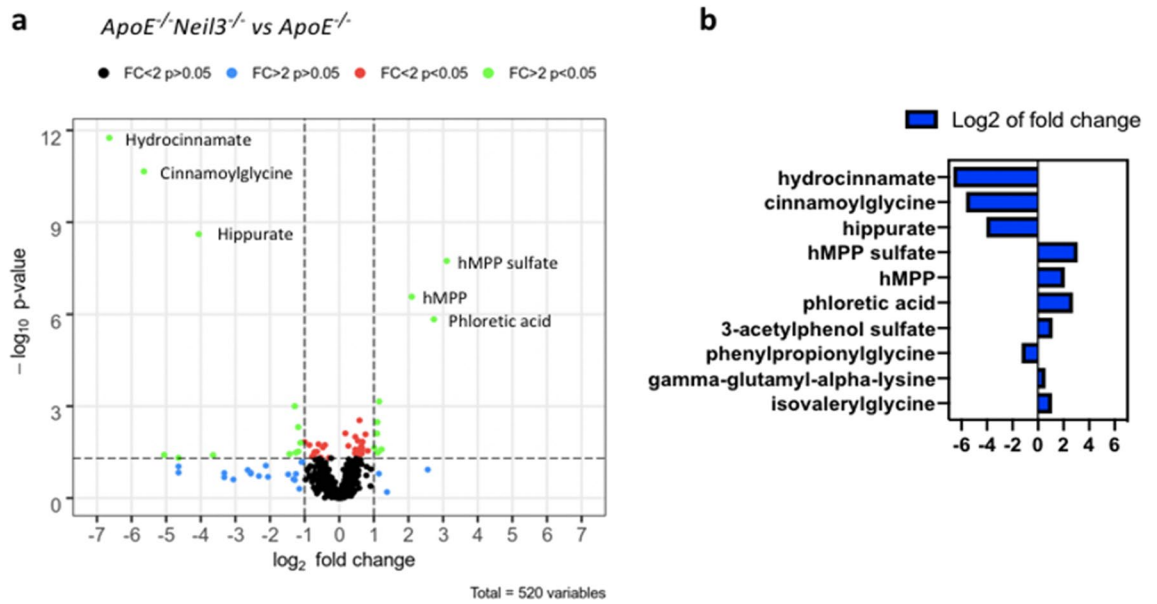 a
ApoE-/-Neil3-/- vs ApoE-/-
FC<2 p>0.05 FC>2 p>0.05 FC<2 p<0.05 FC>2 p<0.05
12
9
6
3
0
– log10 p-value
Hydrocinnamate
Cinnamoylglycine
Hippurate
hMPP sulfate
hMPP
Phloretic acid
-7 -6 -5 -4 -3 -2 -1 0 1 2 3 4 5 6 7
log2 fold change
Total = 520 variables
b
Log2 of fold change
hydrocinnamate
cinnamoylglycine
hippurate
hMPP sulfate
hMPP
phloretic acid
3-acetylphenol sulfate
phenylpropionylglycine
gamma-glutamyl-alpha-lysine
isovalerylglycine
-6 -4 -2 0 2 4 6